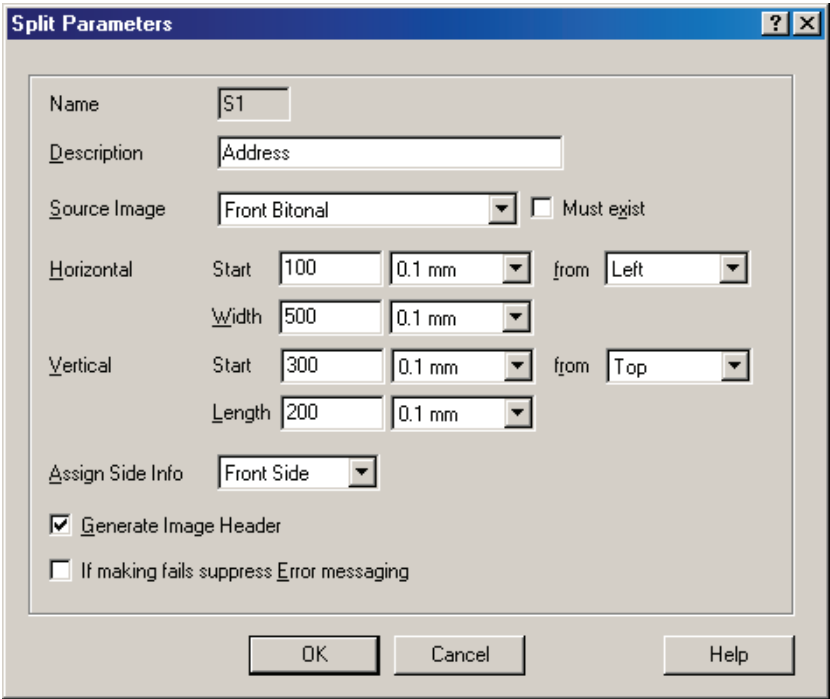 Split Parameters
Name S1
Description Address
Source Image Front Bitonal Must exist
Horizontal Start 100 0.1 mm from Left
Width 500 0.1 mm
Vertical Start 300 0.1 mm from Top
Length 200 0.1 mm
Assign Side Info Front Side
Generate Image Header
If making fails suppress Error messaging
OK Cancel Help